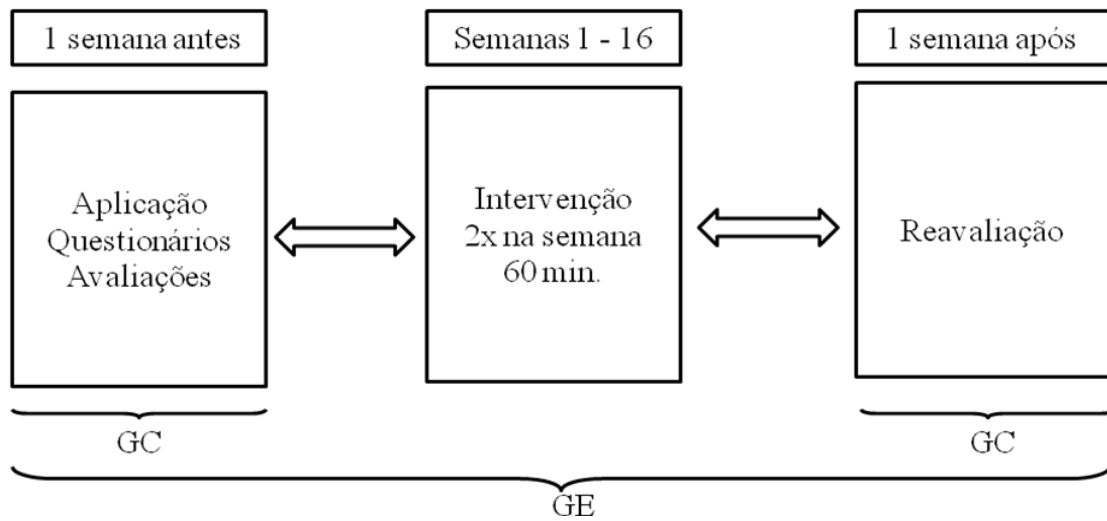 1 semana antes
Semanas 1 - 16
1 semana após
Aplicação
Questionários
Avaliações
Intervenção
2x na semana
60 min.
Reavaliação
GC
GC
GE